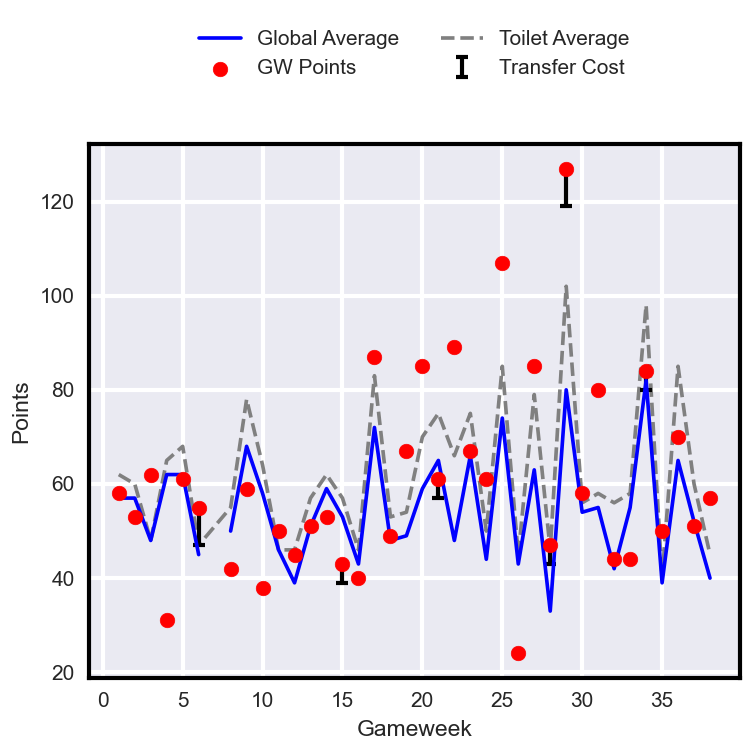 Global Average
Toilet Average
GW Points
Transfer Cost
120
100
80
60
40
20
Points
0 5 10 15 20 25 30 35
Gameweek